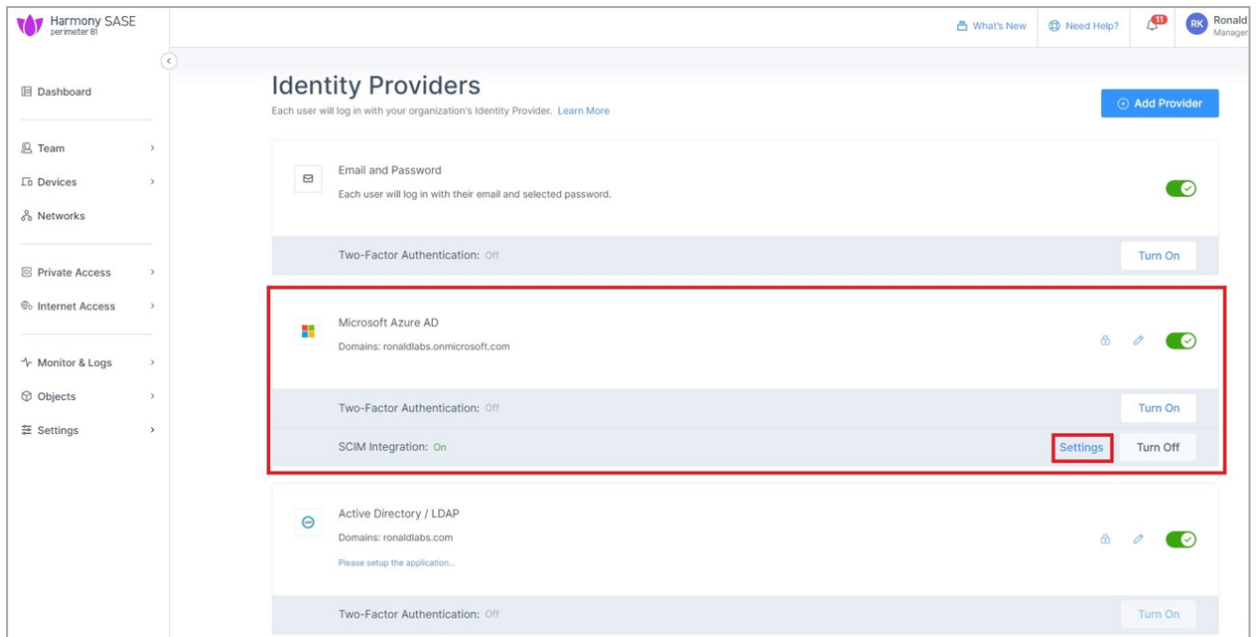 Harmony SASE
perimeter 81
What's New
Need Help?
11
RK
Ronald
Manager
Dashboard
Team
Devices
Networks
Private Access
Internet Access
Monitor & Logs
Objects
Settings
Identity Providers
Each user will log in with your organization's Identity Provider. Learn More
Add Provider
Email and Password
Each user will log in with their email and selected password.
Two-Factor Authentication: Off
Turn On
Microsoft Azure AD
Domains: ronaldlabs.onmicrosoft.com
Two-Factor Authentication: Off
Turn On
SCIM Integration: On
Settings
Turn Off
Active Directory / LDAP
Domains: ronaldlabs.com
Please setup the application...
Two-Factor Authentication: Off
Turn On